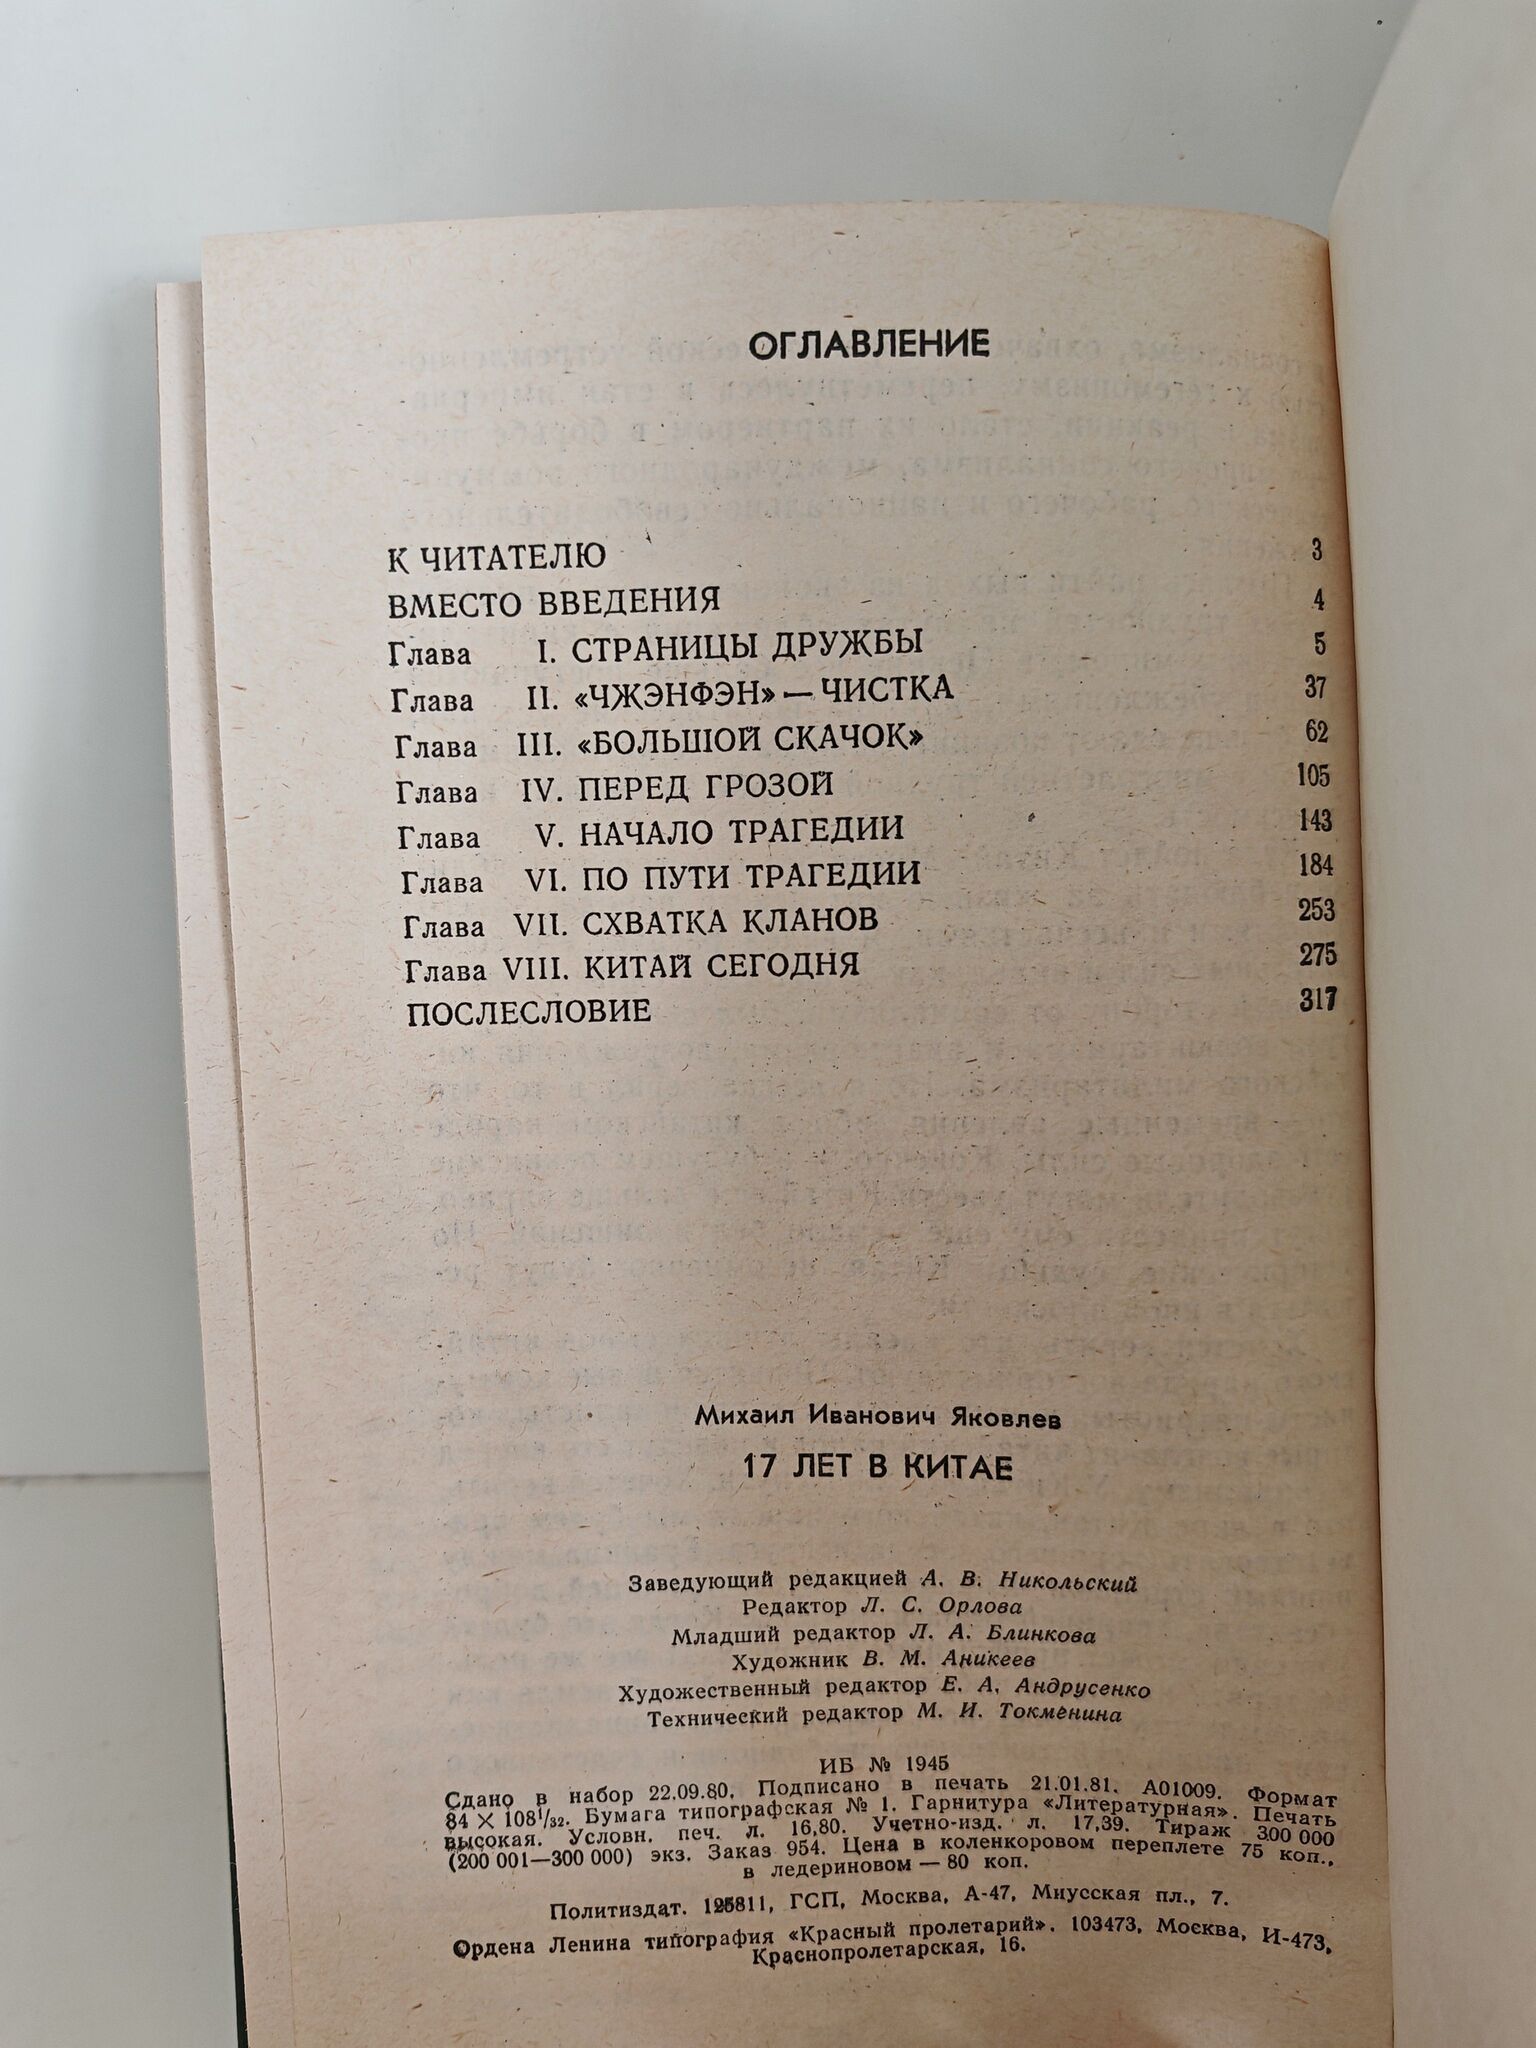 ОГЛАВЛЕНИЕ
К ЧИТАТЕЛЮ 3
ВМЕСТО ВВЕДЕНИЯ 4
Глава I. СТРАНИЦЫ ДРУЖБЫ 5
Глава II. «ЧЖЭНФЭН» — ЧИСТКА 37
Глава III. «БОЛЬШОЙ СКАЧОК» 62
Глава IV. ПЕРЕД ГРОЗОЙ 105
Глава V. НАЧАЛО ТРАГЕДИИ 143
Глава VI. ПО ПУТИ ТРАГЕДИИ 184
Глава VII. СХВАТКА КЛАНОВ 253
Глава VIII. КИТАЙ СЕГОДНЯ 275
ПОСЛЕСЛОВИЕ 317
Михаил Иванович Яковлев
17 ЛЕТ В КИТАЕ
Заведующий редакцией А. В. Никольский
Редактор Л. С. Орлова
Младший редактор Л. А. Блинкова
Художник В. М. Аникеев
Художественный редактор Е. А. Андрусенко
Технический редактор М. И. Токменина
ИБ № 1945
Сдано в набор 22.09.80. Подписано в печать 21.01.81. А01009. Формат
84 × 108¹/₃₂. Бумага типографская № 1. Гарнитура «Литературная». Печать
высокая. Условн. печ. л. 16,80. Учетно-изд. л. 17,39. Тираж 300 000
(200 001—300 000) экз. Заказ 954. Цена в коленкоровом переплете 75 коп.,
в ледериновом — 80 коп.
Политиздат. 125811, ГСП, Москва, А-47, Миусская пл., 7.
Ордена Ленина типография «Красный пролетарий». 103473, Москва, И-473,
Краснопролетарская, 16.